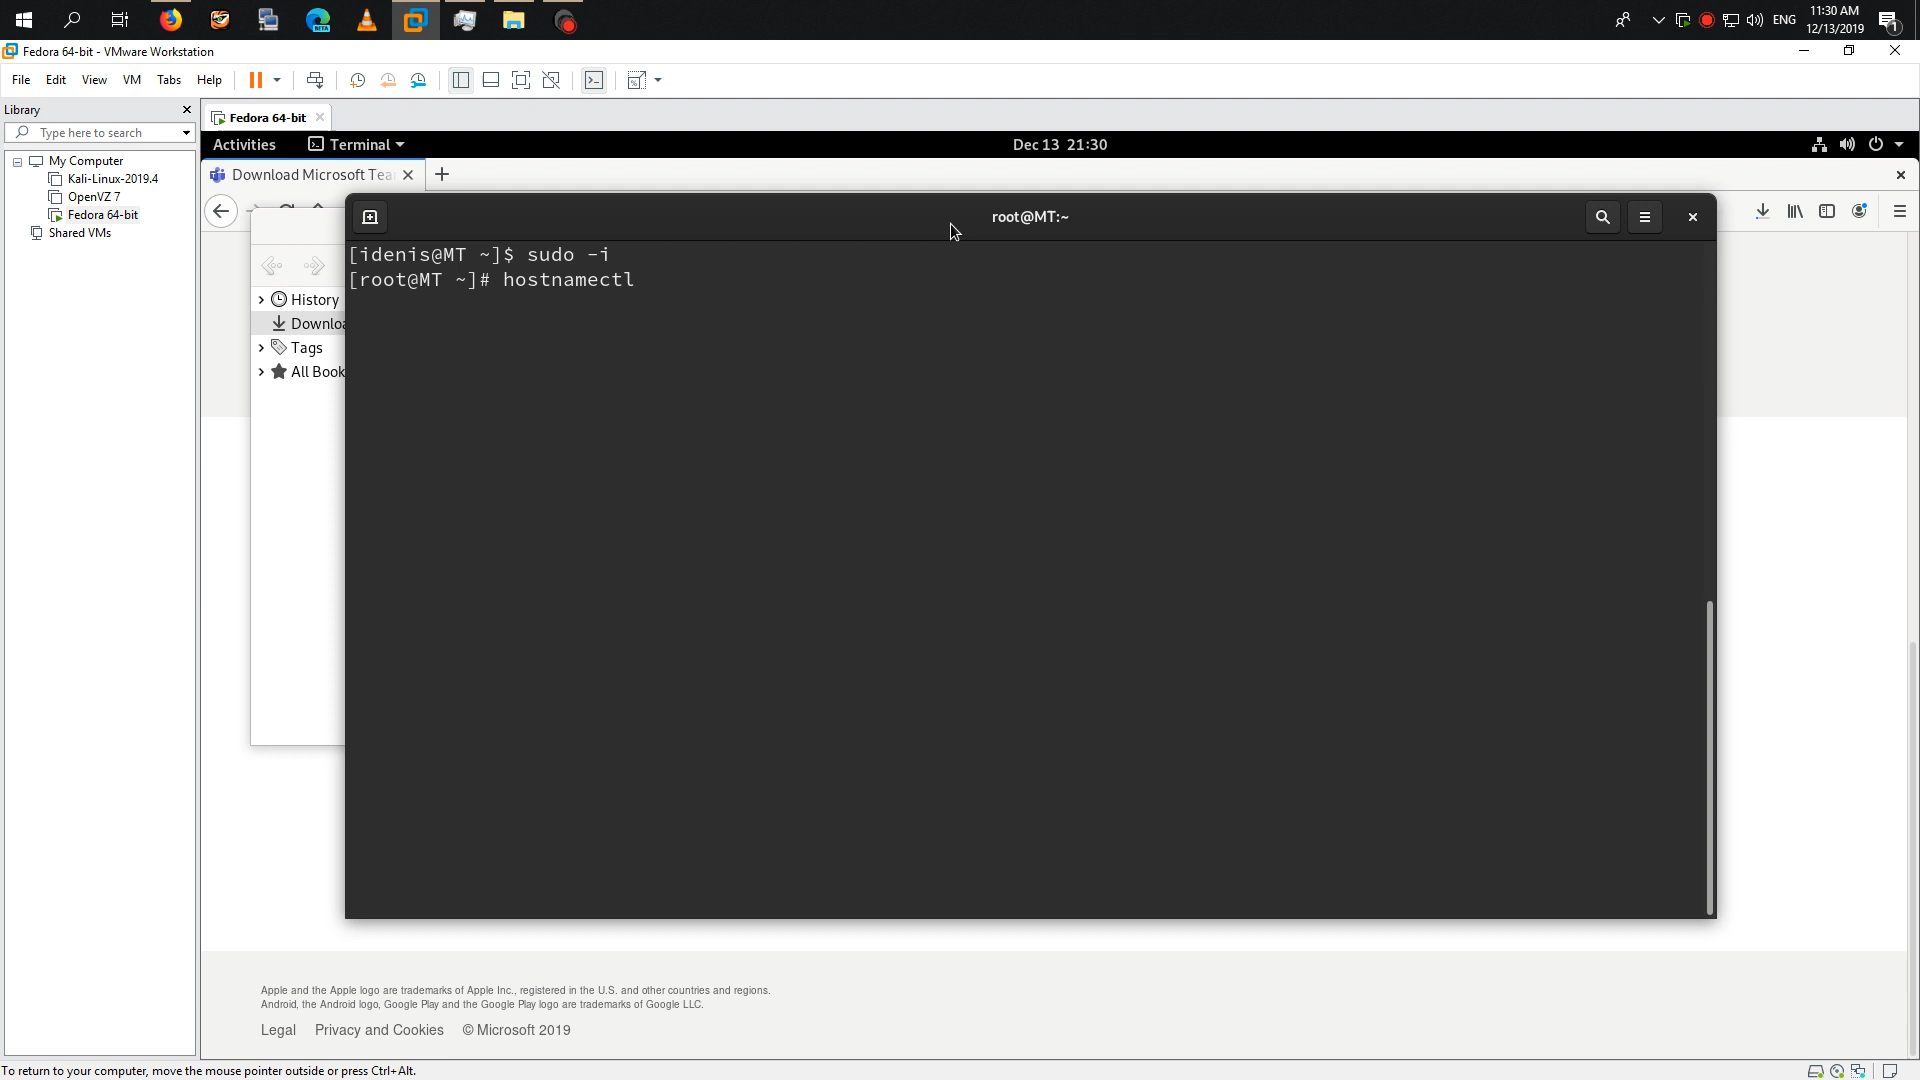 11:30 AM
ENG
12/13/2019
1
Fedora 64-bit - VMware Workstation
File Edit View VM Tabs Help
Library
Fedora 64-bit
Type here to search
Activities Terminal Dec 13 21:30
My Computer
Kali-Linux-2019.4
OpenVZ 7
Fedora 64-bit
Shared VMs
Download Microsoft Tea
root@MT:~
[idenis@MT ~]$ sudo -i
[root@MT ~]# hostnamectl
History
Downloa
Tags
All Book
Apple and the Apple logo are trademarks of Apple Inc., registered in the U.S. and other countries and regions.
Android, the Android logo, Google Play and the Google Play logo are trademarks of Google LLC.
Legal Privacy and Cookies © Microsoft 2019
To return to your computer, move the mouse pointer outside or press Ctrl+Alt.